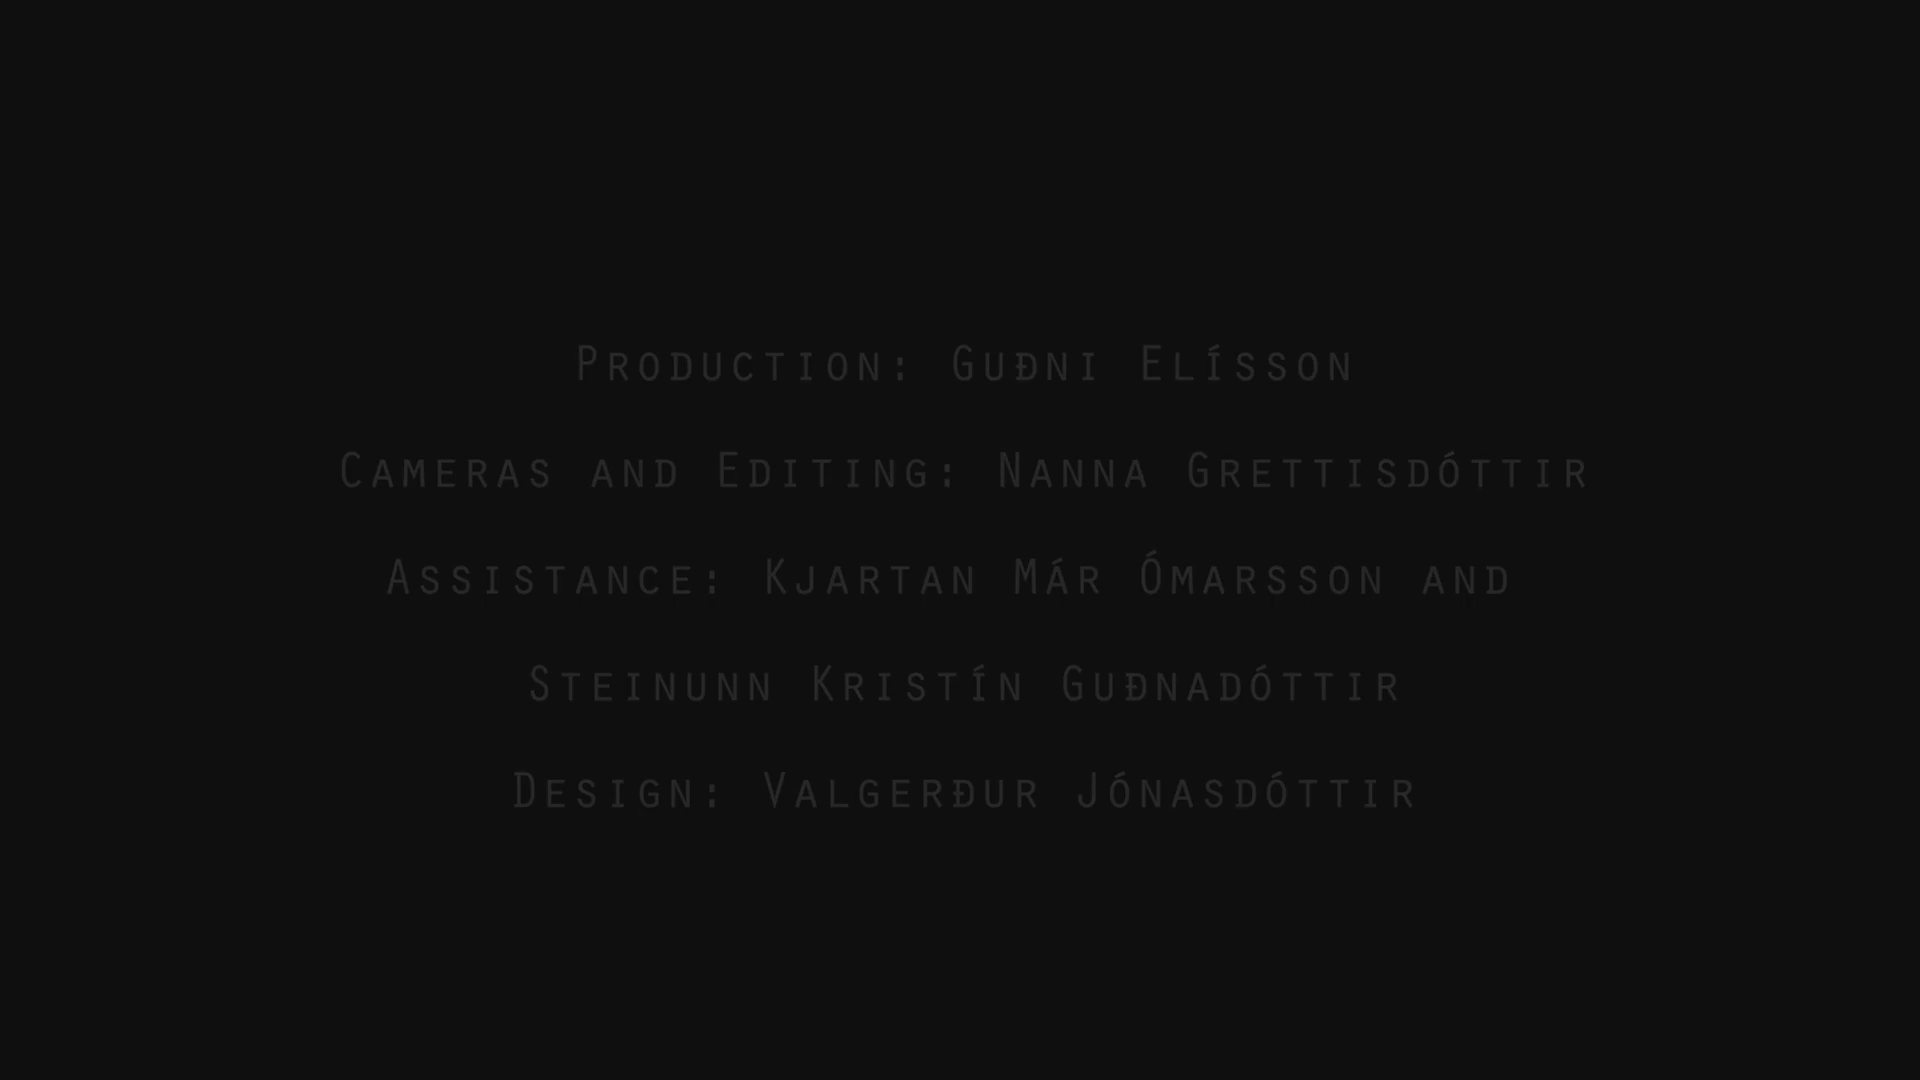 Production: Guðni Elísson
Cameras and Editing: Nanna Grettisdóttir
Assistance: Kjartan Már Ómarsson and
Steinunn Kristín Guðnadóttir
Design: Valgerður Jónasdóttir